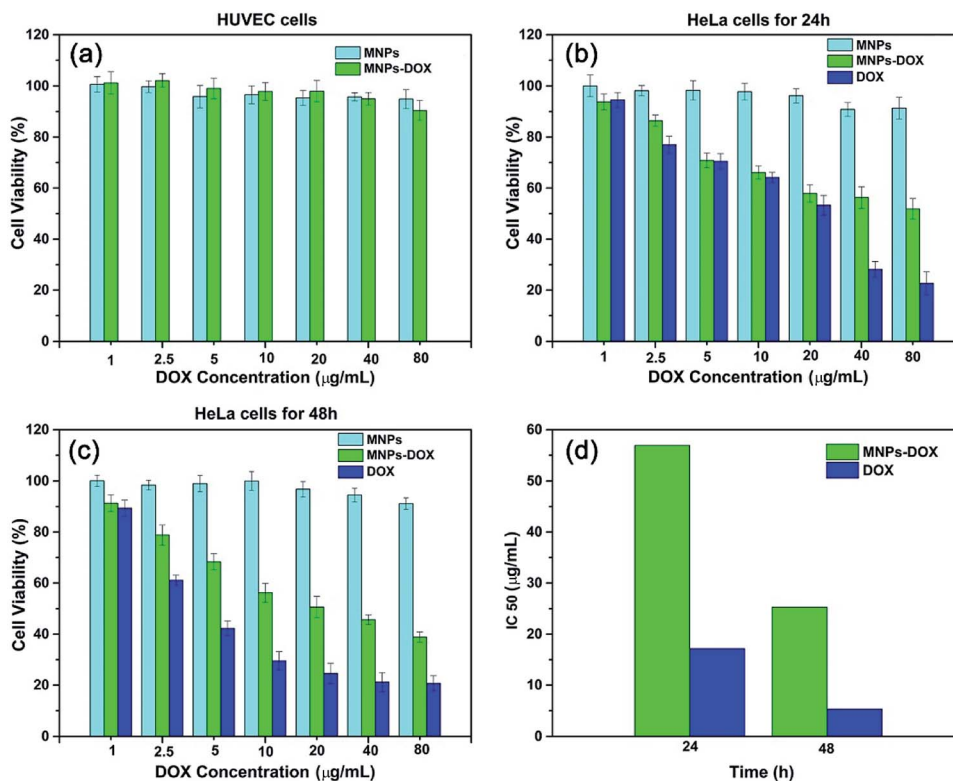 HUVEC cells
(a)
MNPs
MNPs-DOX
Cell Viability (%)
120
100
80
60
40
20
0
1 2.5 5 10 20 40 80
DOX Concentration (μg/mL)
HeLa cells for 24h
(b)
MNPs
MNPs-DOX
DOX
Cell Viability (%)
120
100
80
60
40
20
0
1 2.5 5 10 20 40 80
DOX Concentration (μg/mL)
HeLa cells for 48h
(c)
MNPs
MNPs-DOX
DOX
Cell Viability (%)
120
100
80
60
40
20
0
1 2.5 5 10 20 40 80
DOX Concentration (μg/mL)
(d)
MNPs-DOX
DOX
IC 50 (μg/mL)
60
50
40
30
20
10
0
24 48
Time (h)